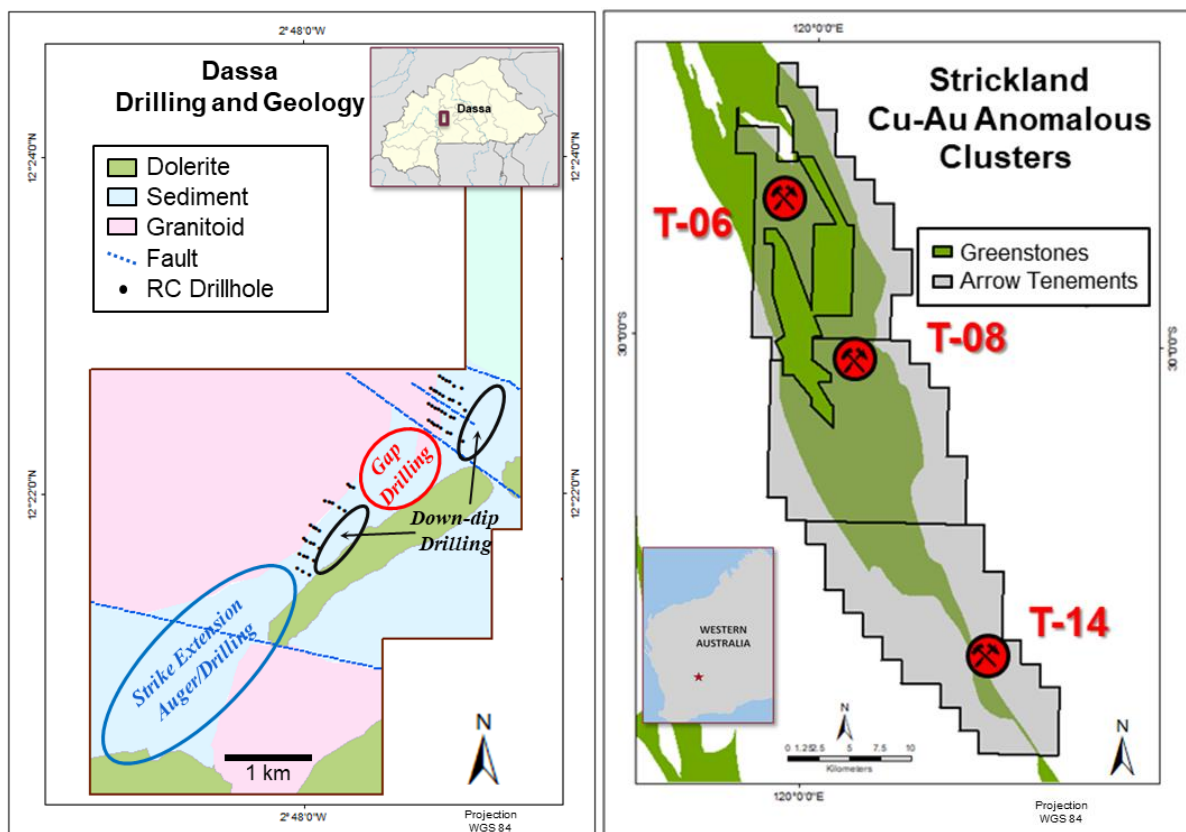 2°48'0"W
Dassa
Drilling and Geology
Dassa
12°24'0"N
12°24'0"N
Dolerite
Sediment
Granitoid
Fault
RC Drillhole
Gap
Drilling
12°22'0"N
12°22'0"N
Down-dip
Drilling
Strike Extension
Auger/Drilling
1 km
N
2°48'0"W
Projection
WGS 84
120°0'0"E
Strickland
Cu-Au Anomalous
Clusters
T-06
Greenstones
Arrow Tenements
T-08
30°0'0"S
30°0'0"S
WESTERN
AUSTRALIA
T-14
N
0 1.25 2.5 5 7.5 10
Kilometers
N
120°0'0"E
Projection
WGS 84